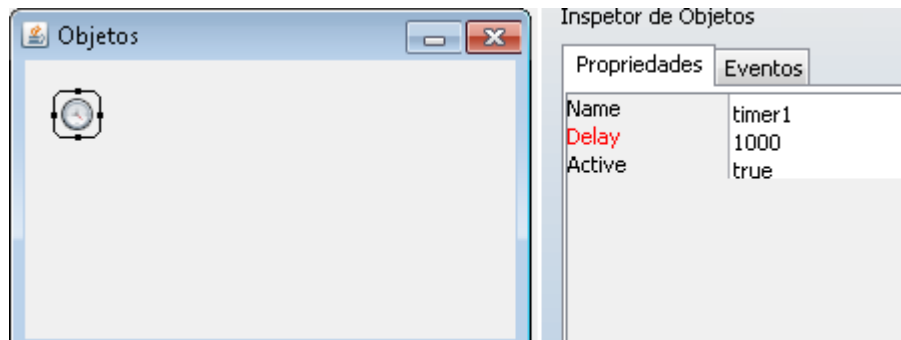 Objetos
Inspetor de Objetos
Propriedades Eventos
Name timer1
Delay 1000
Active true